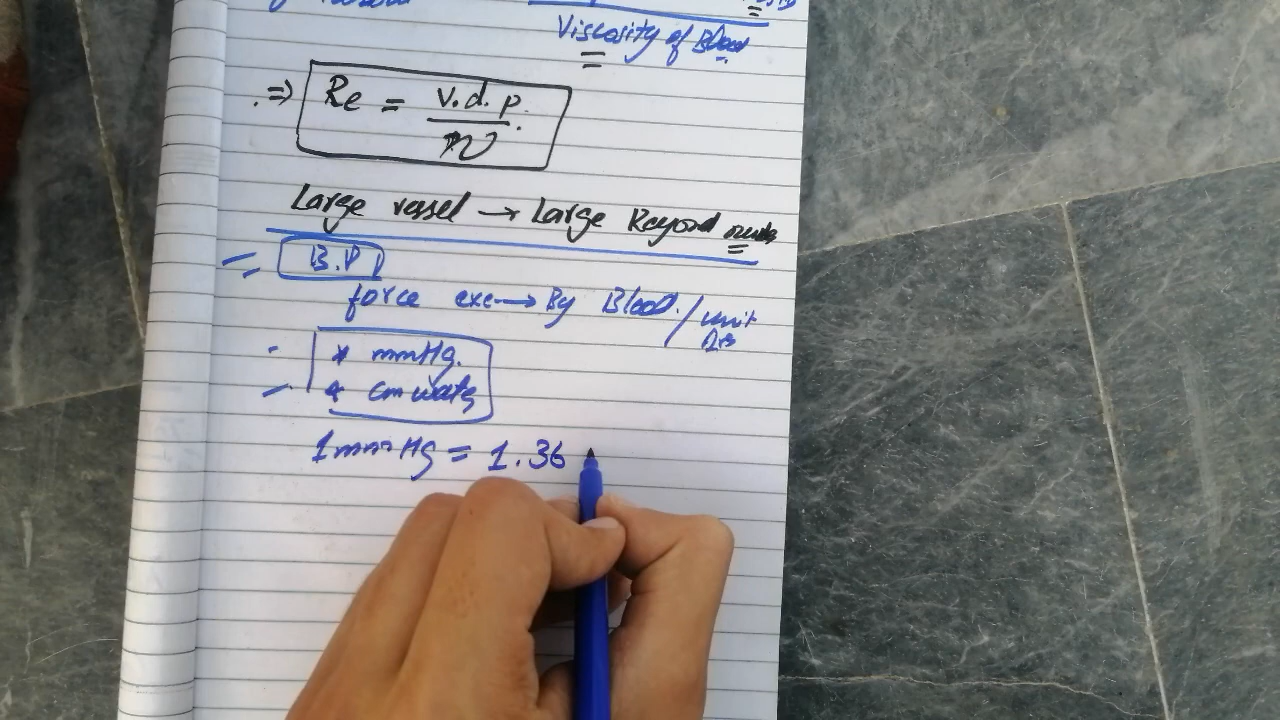 Viscosity of Blood
⇒ Re = v.d.p.
η
Large vessel → Large Reynold
B.P
force exe → By Blood. / unit
* mmHg.
* cm water
1mmHg = 1.36